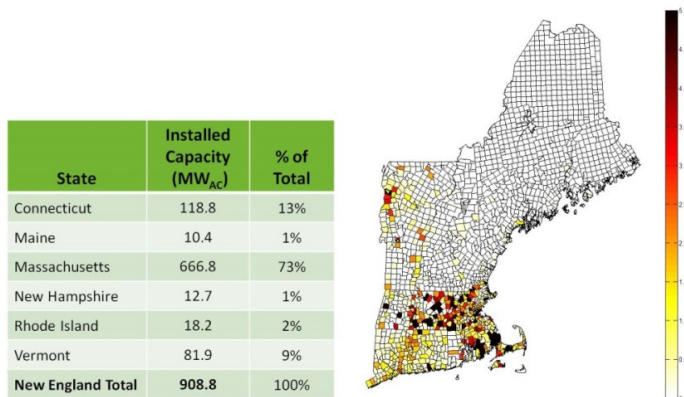 State Installed Capacity (MWAC) % of Total
Connecticut 118.8 13%
Maine 10.4 1%
Massachusetts 666.8 73%
New Hampshire 12.7 1%
Rhode Island 18.2 2%
Vermont 81.9 9%
New England Total 908.8 100%